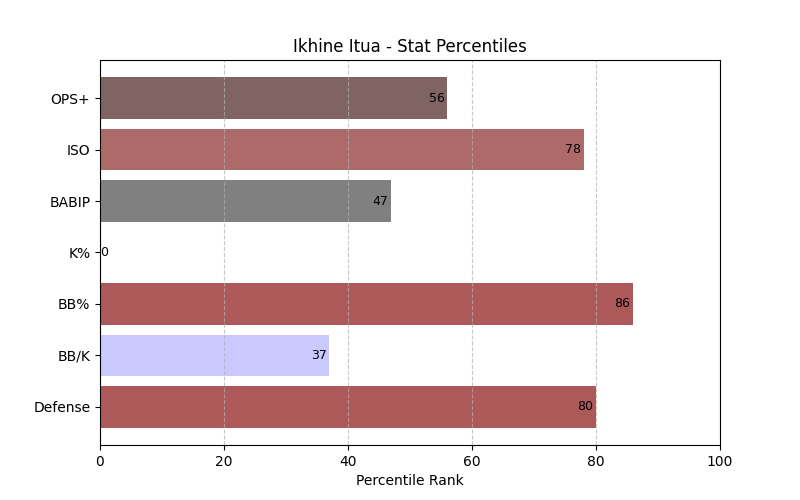 Ikhine Itua - Stat Percentiles
OPS+ 56
ISO 78
BABIP 47
K% 0
BB% 86
BB/K 37
Defense 80
0 20 40 60 80 100
Percentile Rank